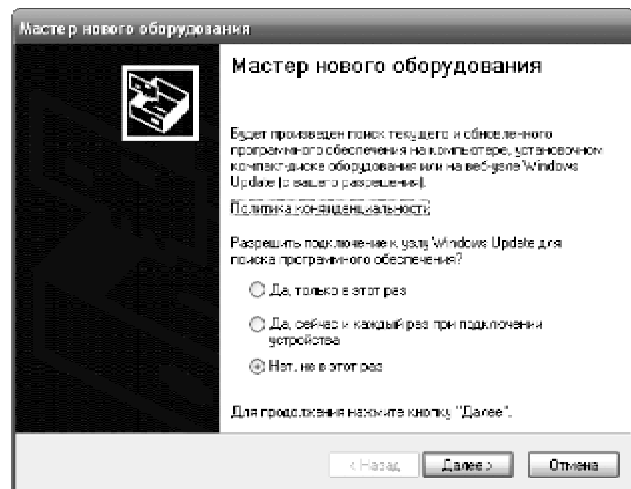 Мастер нового оборудования
Мастер нового оборудования
Будет произведен поиск текущего и обновленного
программного обеспечения на компьютере, установочном
компакт-диске оборудования или на веб-узле Windows
Update (с вашего разрешения).
Политика конфиденциальности
Разрешить подключение к узлу Windows Update для
поиска программного обеспечения?
Да, только в этот раз
Да, сейчас и каждый раз при подключении
устройства
Нет, не в этот раз
Для продолжения нажмите кнопку "Далее".
< Назад
Далее >
Отмена